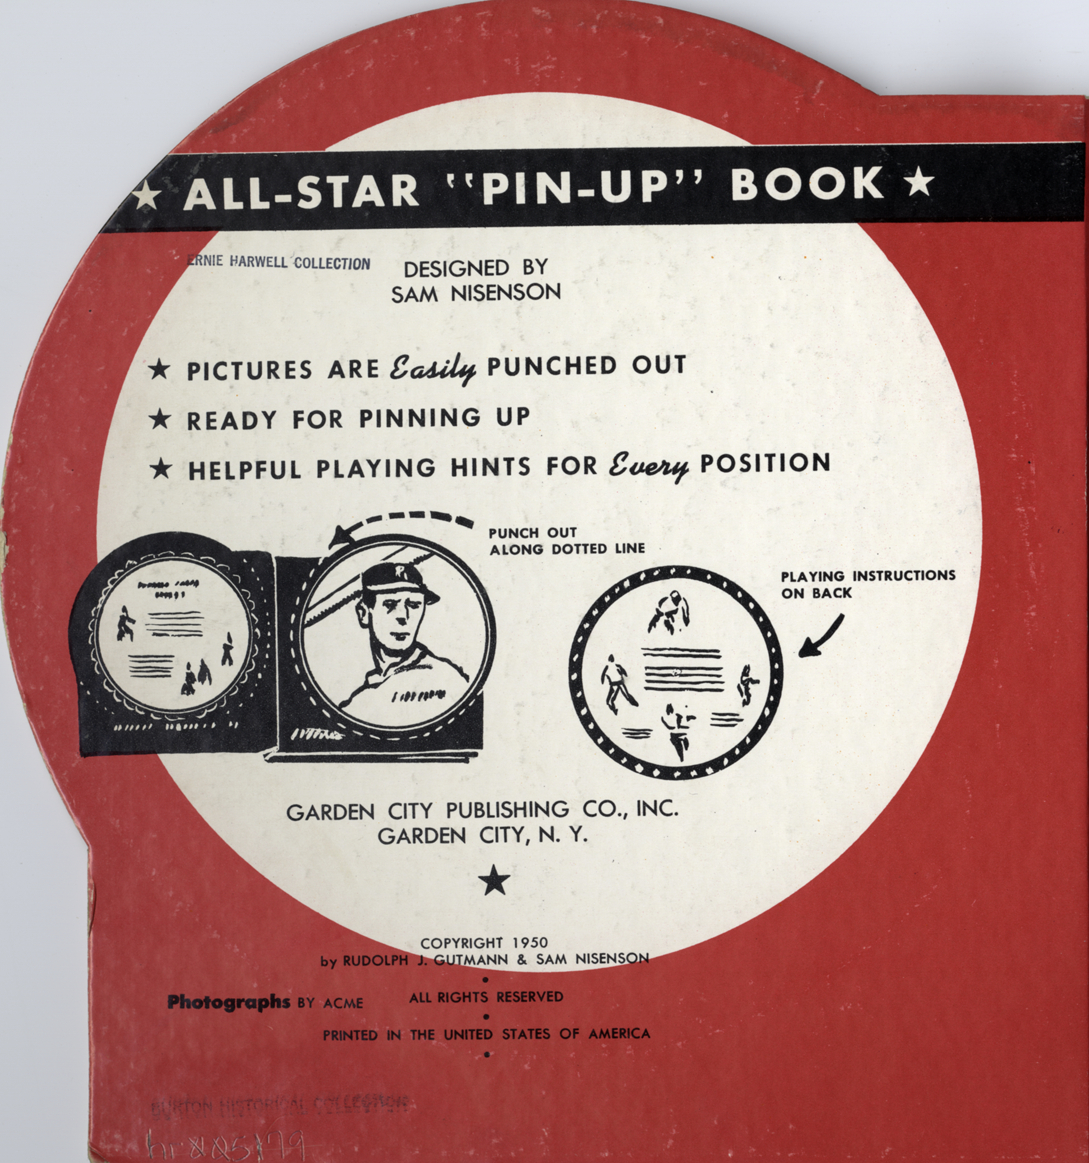 ★ ALL-STAR "PIN-UP" BOOK ★
ERNIE HARWELL COLLECTION
DESIGNED BY
SAM NISENSON
★ PICTURES ARE Easily PUNCHED OUT
★ READY FOR PINNING UP
★ HELPFUL PLAYING HINTS FOR Every POSITION
PUNCH OUT
ALONG DOTTED LINE
R
PLAYING INSTRUCTIONS
ON BACK
GARDEN CITY PUBLISHING CO., INC.
GARDEN CITY, N. Y.
★
COPYRIGHT 1950
by RUDOLPH J. GUTMANN & SAM NISENSON
Photographs BY ACME
ALL RIGHTS RESERVED
PRINTED IN THE UNITED STATES OF AMERICA
BURTON HISTORICAL COLLECTION